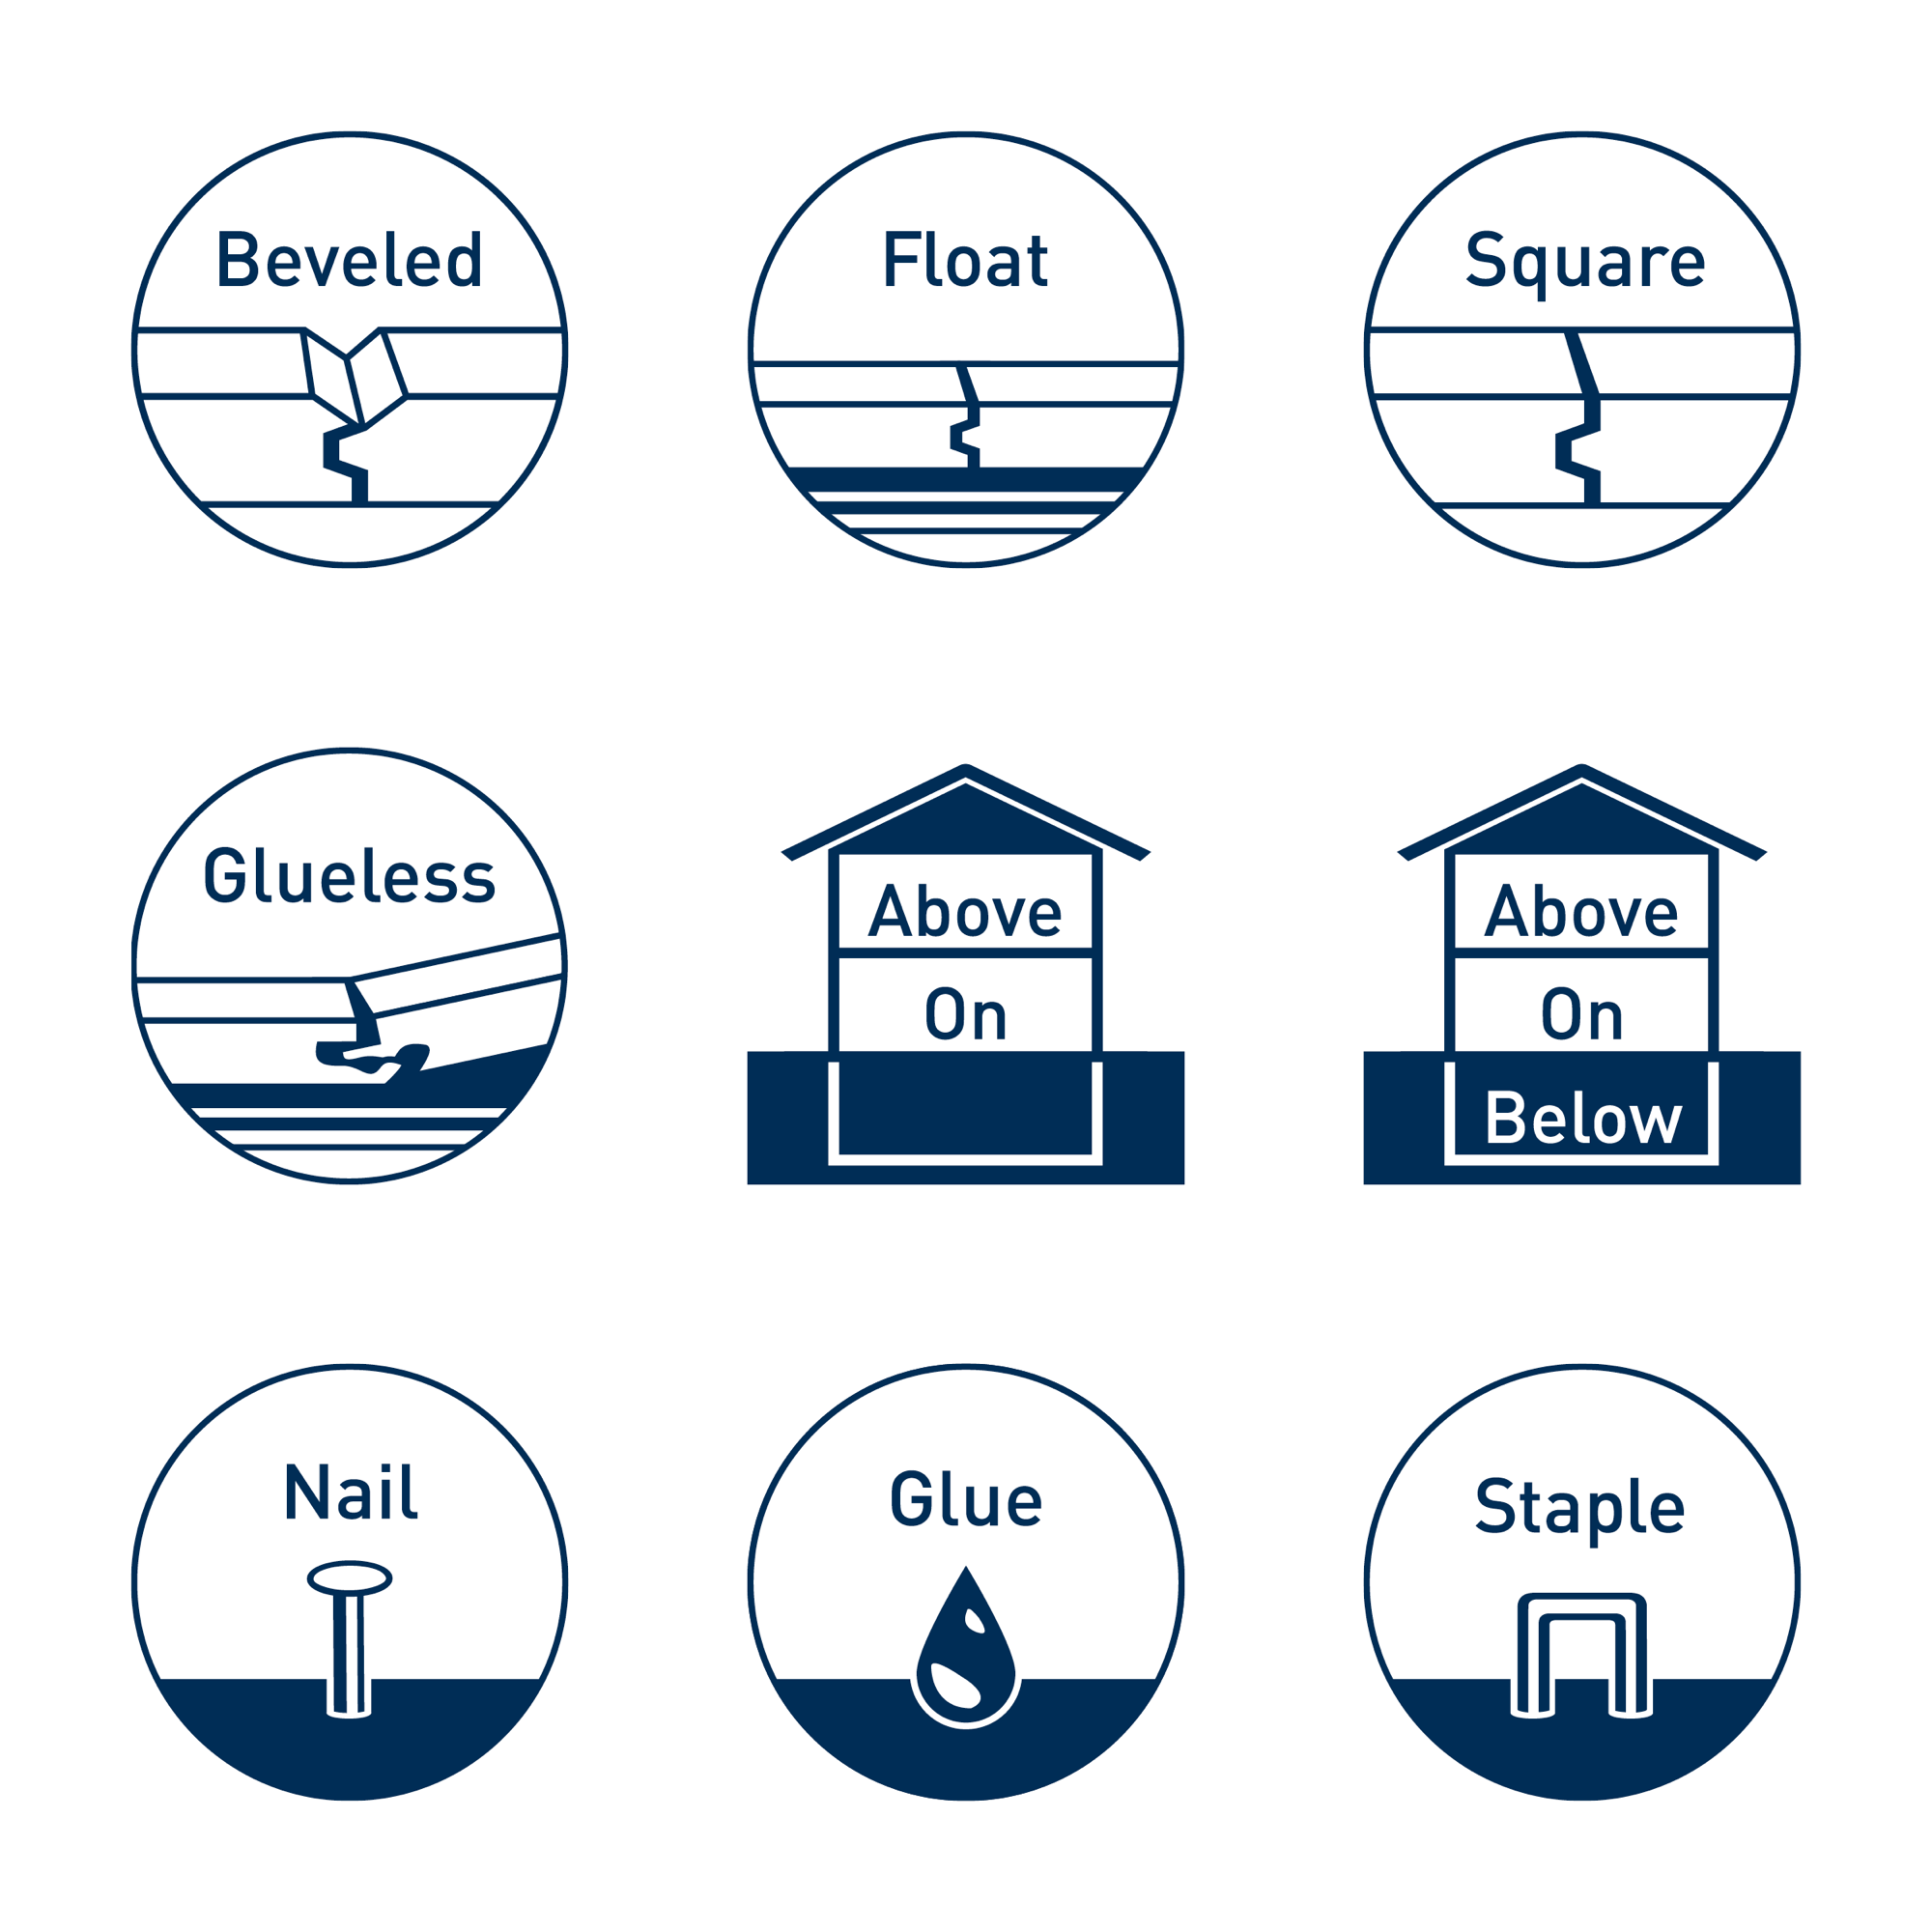 Beveled
Float
Square
Glueless
Above
On
Above
On
Below
Nail
Glue
Staple